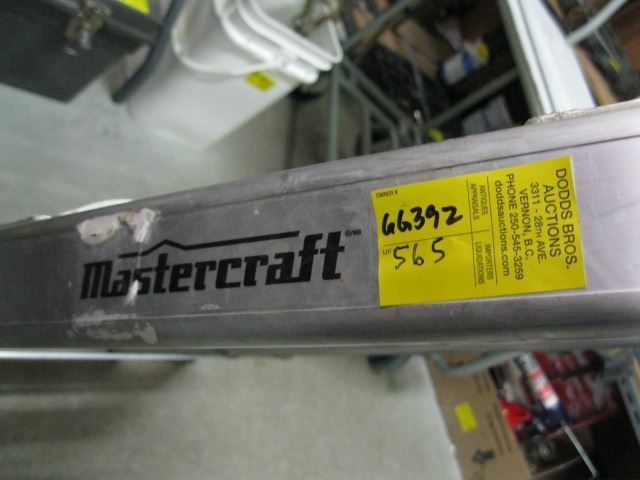 Mastercraft ®/MD
OWNER #
66392
LOT
565
ANTIQUES
APPRAISALS
IMPORTERS
LIQUIDATIONS
DODDS BROS.
AUCTIONS
3311 - 28TH AVE.
VERNON, B.C.
PHONE 250-545-3259
doddsauctions.com